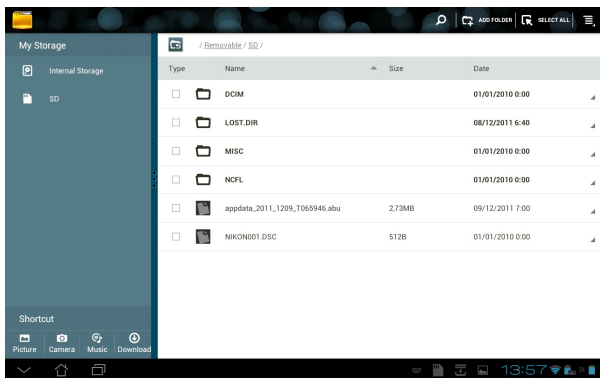 ADD FOLDER SELECT ALL
My Storage / Removable / SD /
Internal Storage
SD
Type Name Size Date
DCIM 01/01/2010 0:00
LOST.DIR 08/12/2011 6:40
MISC 01/01/2010 0:00
NCFL 01/01/2010 0:00
appdata_2011_1209_T065946.abu 2,73MB 09/12/2011 7:00
NIKON001.DSC 512B 01/01/2010 0:00
Shortcut
Picture Camera Music Download
13:57